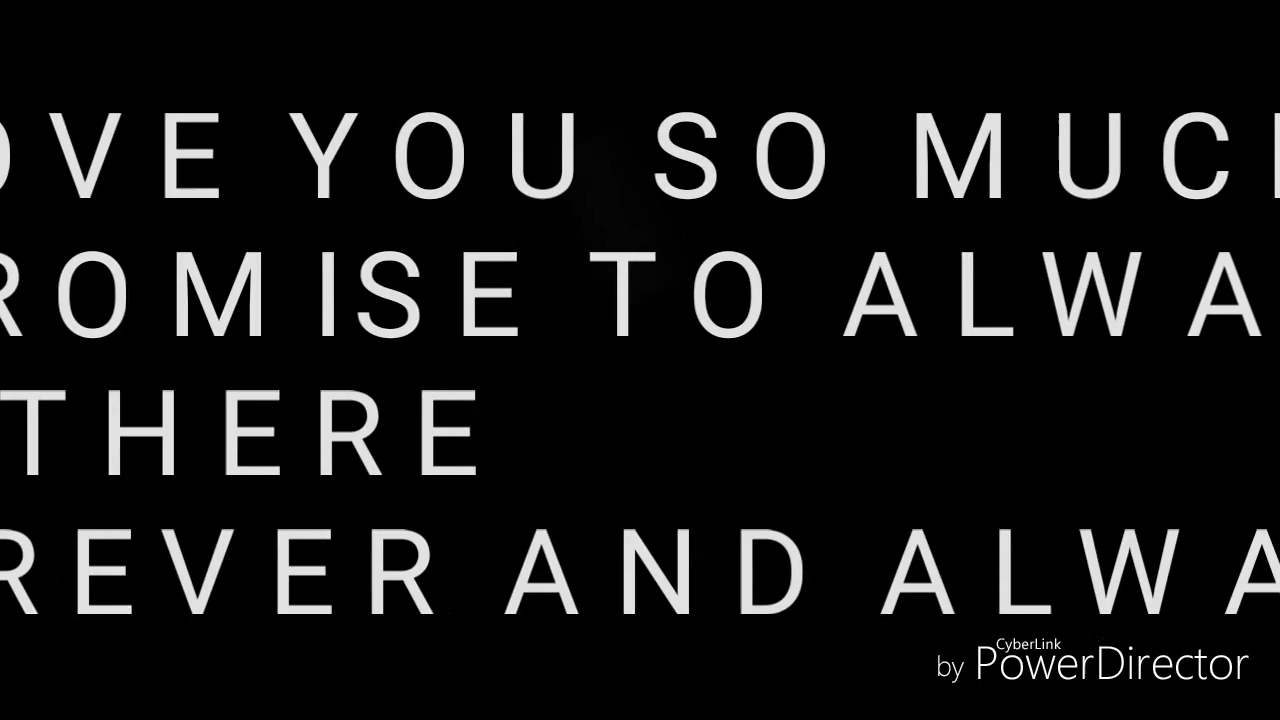 OVE YOU SO MUC
ROMISE TO ALWA
THERE
REVER AND ALWA
CyberLink
by PowerDirector